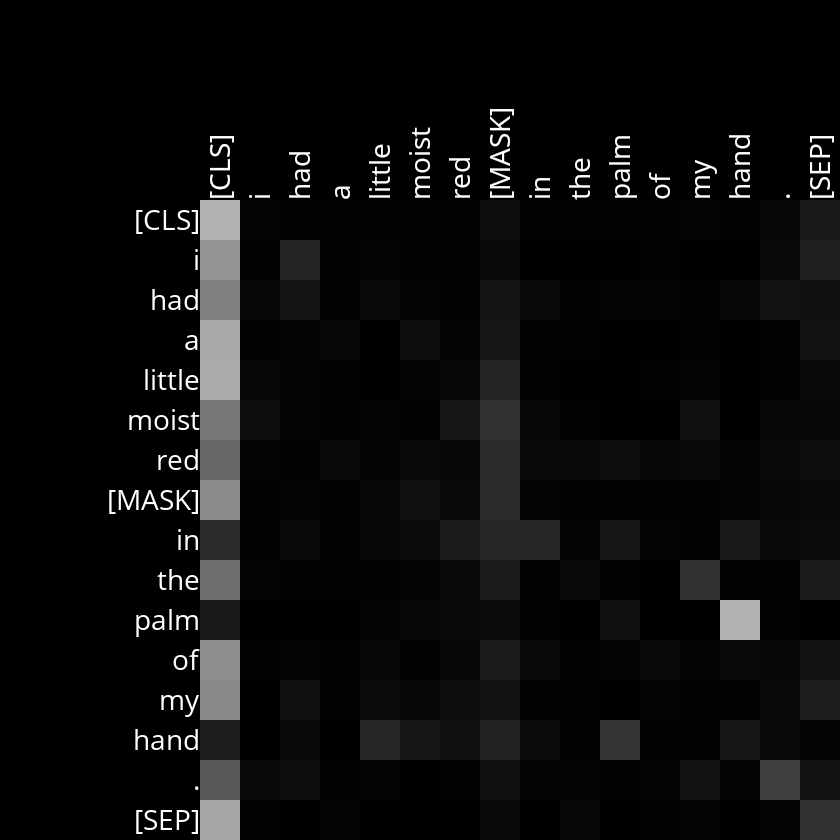 [CLS] i had a little moist red [MASK] in the palm of my hand . [SEP]
[CLS]
i
had
a
little
moist
red
[MASK]
in
the
palm
of
my
hand
.
[SEP]